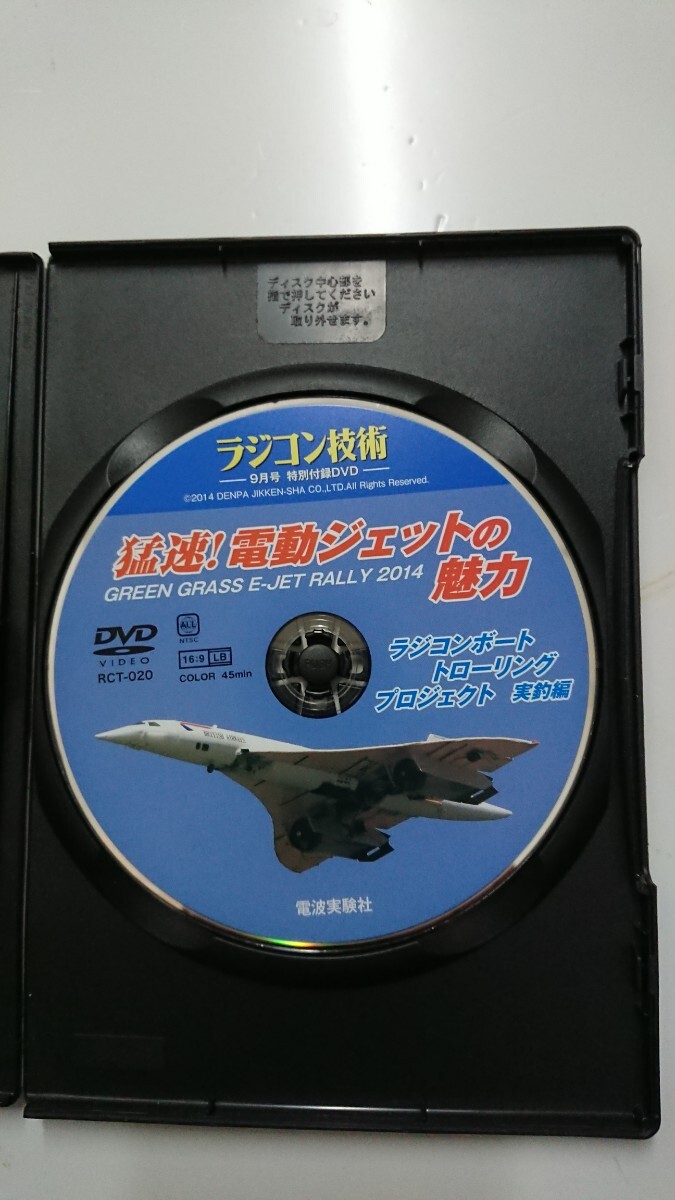 ディスク中心部を
指で押してください
ディスクが
取り外せます。
ラジコン技術
9月号 特別付録DVD
©2014 DENPA JIKKEN-SHA CO.,LTD.All Rights Reserved.
猛速!電動ジェットの
魅力
GREEN GRASS E-JET RALLY 2014
DVD
VIDEO
RCT-020
ALL
NTSC
16:9 LB
COLOR 45min
ラジコンボート
トローリング
プロジェクト 実釣編
BRITISH AIRWAYS
電波実験社